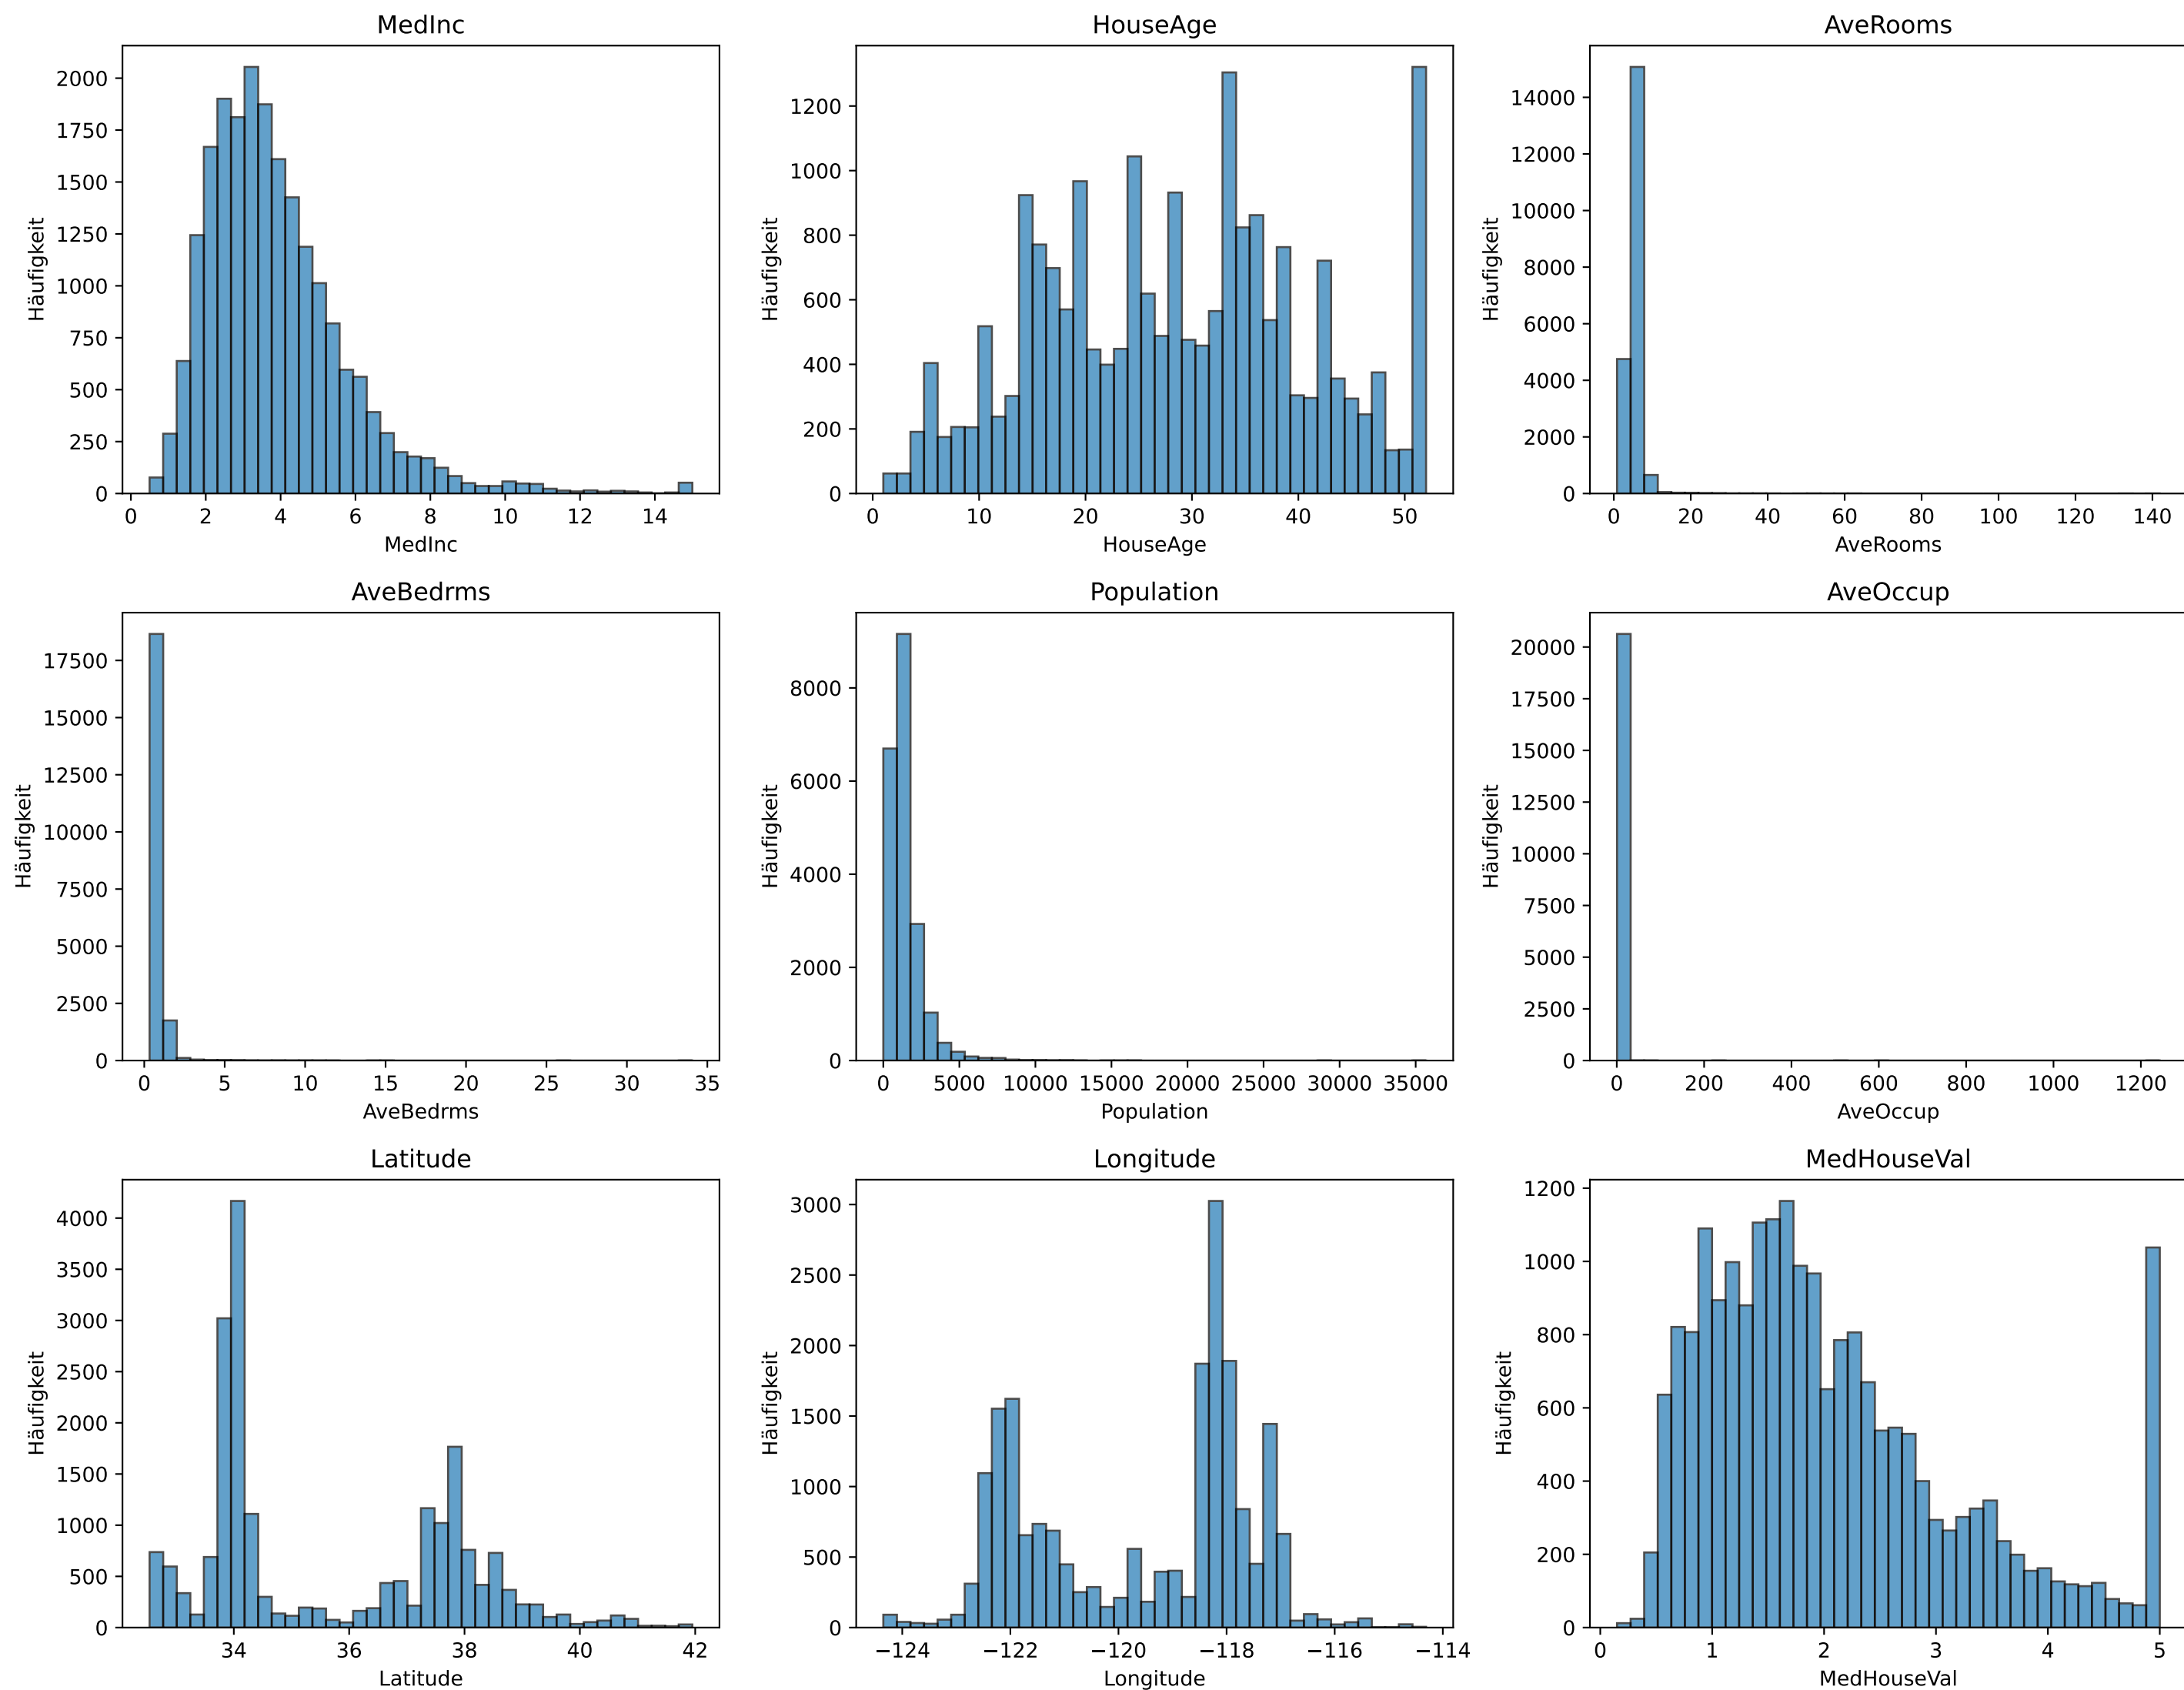 MedInc
HouseAge
AveRooms
Häufigkeit
2000
1750
1500
1250
1000
750
500
250
0
0 2 4 6 8 10 12 14
MedInc
Häufigkeit
1200
1000
800
600
400
200
0
0 10 20 30 40 50
HouseAge
Häufigkeit
14000
12000
10000
8000
6000
4000
2000
0
0 20 40 60 80 100 120 140
AveRooms
AveBedrms
Population
AveOccup
Häufigkeit
17500
15000
12500
10000
7500
5000
2500
0
0 5 10 15 20 25 30 35
AveBedrms
Häufigkeit
8000
6000
4000
2000
0
0 5000 10000 15000 20000 25000 30000 35000
Population
Häufigkeit
20000
17500
15000
12500
10000
7500
5000
2500
0
0 200 400 600 800 1000 1200
AveOccup
Latitude
Longitude
MedHouseVal
Häufigkeit
4000
3500
3000
2500
2000
1500
1000
500
0
34 36 38 40 42
Latitude
Häufigkeit
3000
2500
2000
1500
1000
500
0
−124 −122 −120 −118 −116 −114
Longitude
Häufigkeit
1200
1000
800
600
400
200
0
0 1 2 3 4 5
MedHouseVal